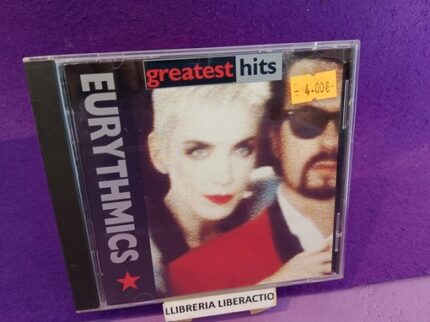 greatest hits
4.00€
EURYTHMICS
LLIBRERIA LIBERACTIO